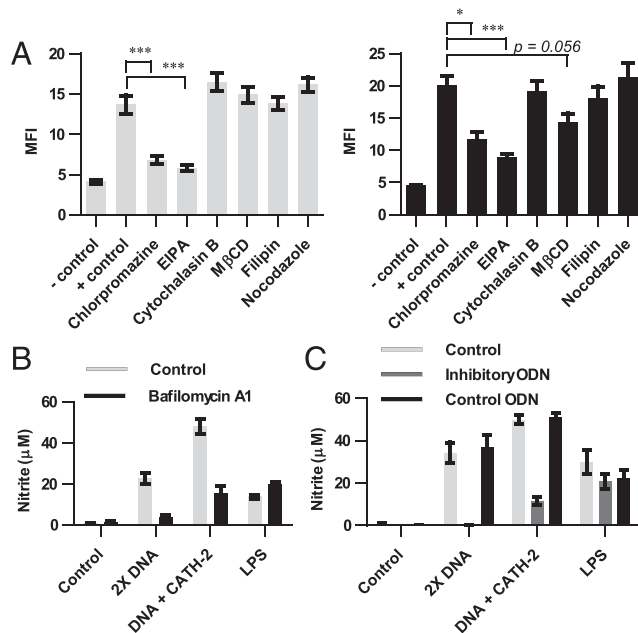 A
***
***
20
15
10
5
0
MFI
- control
+ control
Chlorpromazine
EIPA
Cytochalasin B
MβCD
Filipin
Nocodazole
*
***
p = 0.056
25
20
15
10
5
0
MFI
- control
+ control
Chlorpromazine
EIPA
Cytochalasin B
MβCD
Filipin
Nocodazole
B
Control
Bafilomycin A1
60
40
20
0
Nitrite (μM)
Control
2X DNA
DNA + CATH-2
LPS
C
Control
Inhibitory ODN
Control ODN
60
40
20
0
Nitrite (μM)
Control
2X DNA
DNA + CATH-2
LPS